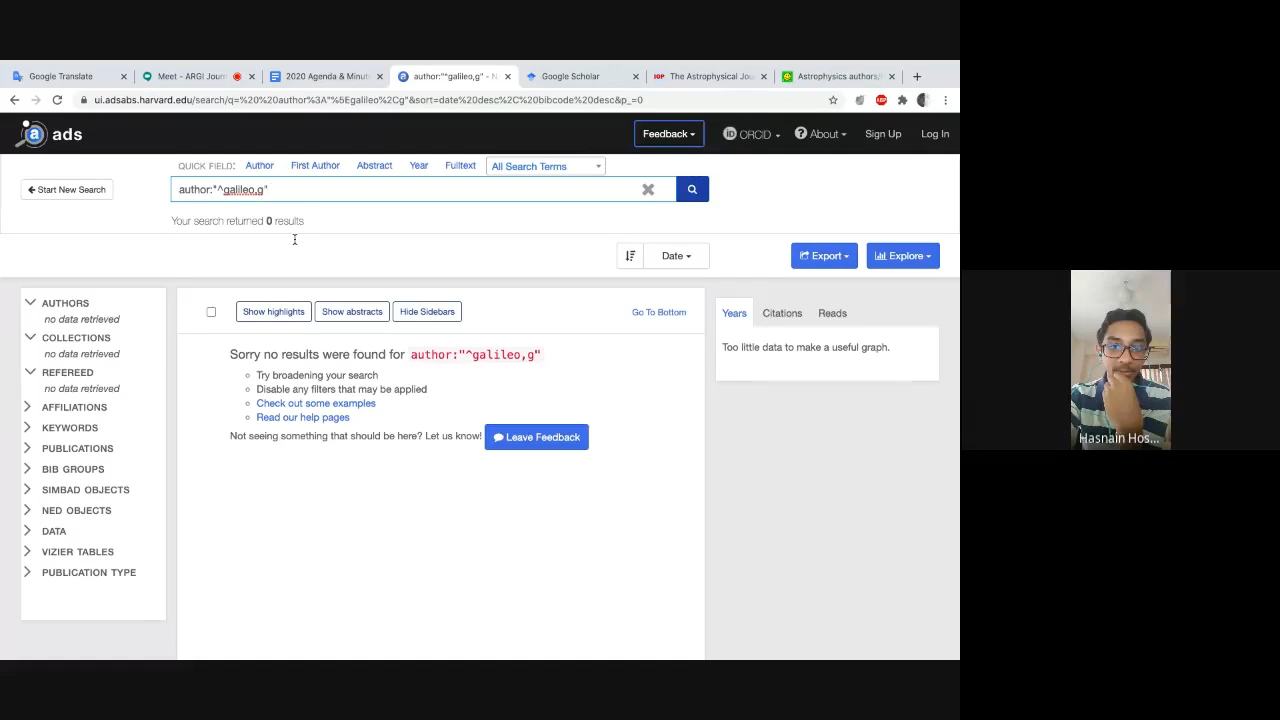 Google Translate
Meet - ARGI Journ
2020 Agenda & Minut
author:"^galileo,g" - N
Google Scholar
IOP The Astrophysical Jou
Astrophysics authors/
ui.adsabs.harvard.edu/search/q=%20%20author%3A"%5Egalileo%2Cg"&sort=date%20desc%2C%20bibcode%20desc&p_=0
ABP
a ads
Feedback
iD ORCID
About
Sign Up
Log In
QUICK FIELD:
Author
First Author
Abstract
Year
Fulltext
All Search Terms
Start New Search
author:"^galileo,g"
Your search returned 0 results
Date
Export
Explore
AUTHORS
no data retrieved
COLLECTIONS
no data retrieved
REFEREED
no data retrieved
AFFILIATIONS
KEYWORDS
PUBLICATIONS
BIB GROUPS
SIMBAD OBJECTS
NED OBJECTS
DATA
VIZIER TABLES
PUBLICATION TYPE
Show highlights
Show abstracts
Hide Sidebars
Go To Bottom
Sorry no results were found for author:"^galileo,g"
Try broadening your search
Disable any filters that may be applied
Check out some examples
Read our help pages
Not seeing something that should be here? Let us know!
Leave Feedback
Years
Citations
Reads
Too little data to make a useful graph.
Hasnain Hos...